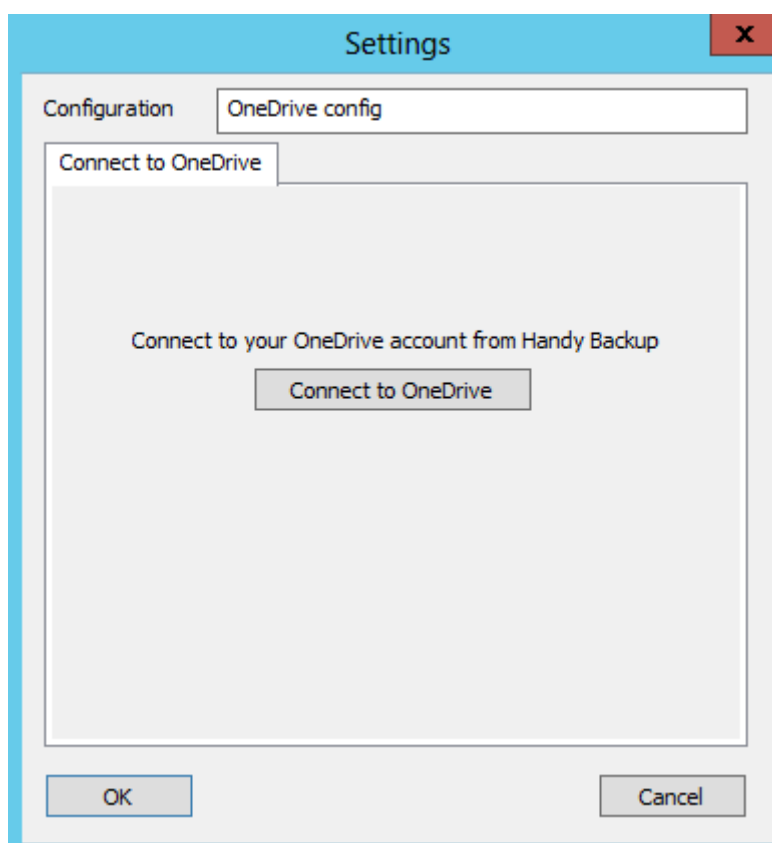 Settings
x
Configuration OneDrive config
Connect to OneDrive
Connect to your OneDrive account from Handy Backup
Connect to OneDrive
OK Cancel